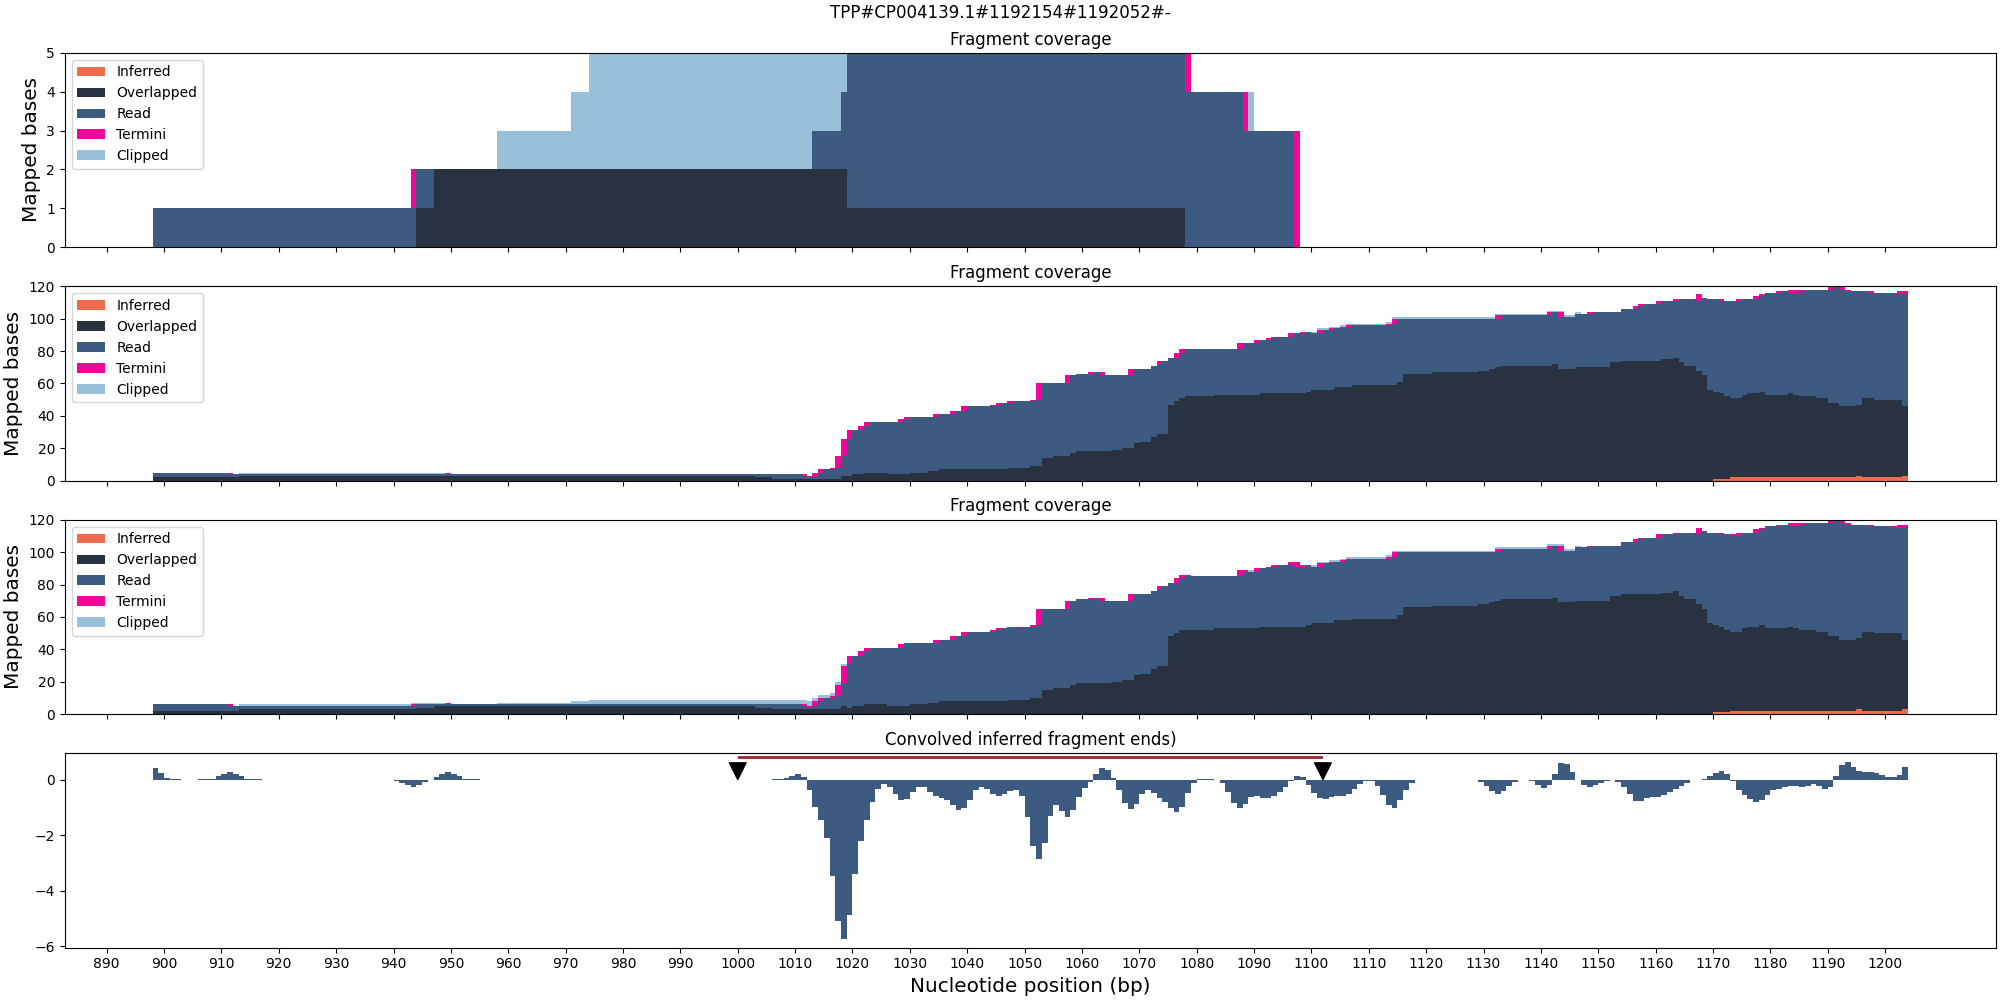 TPP#CP004139.1#1192154#1192052#-
Fragment coverage
Mapped bases
5
4
3
2
1
0
Inferred
Overlapped
Read
Termini
Clipped
Fragment coverage
Mapped bases
120
100
80
60
40
20
0
Inferred
Overlapped
Read
Termini
Clipped
Fragment coverage
Mapped bases
120
100
80
60
40
20
0
Inferred
Overlapped
Read
Termini
Clipped
Convolved inferred fragment ends)
0
−2
−4
−6
890 900 910 920 930 940 950 960 970 980 990 1000 1010 1020 1030 1040 1050 1060 1070 1080 1090 1100 1110 1120 1130 1140 1150 1160 1170 1180 1190 1200
Nucleotide position (bp)